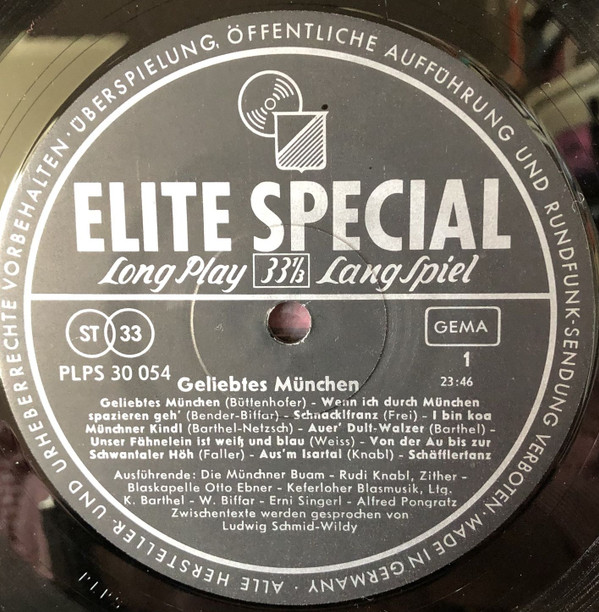 ALLE HERSTELLER- UND URHEBERRECHTE VORBEHALTEN · ÜBERSPIELUNG, ÖFFENTLICHE AUFFÜHRUNG UND RUNDFUNK-SENDUNG VERBOTEN · MADE IN GERMANY ·
ELITE SPECIAL
Long Play 33⅓ Lang Spiel
ST 33
GEMA
PLPS 30 054
1
Geliebtes München
23:46
Geliebtes München (Büttenhofer) – Wenn ich durch München
spazieren geh' (Bender-Biffar) – Schnacklfranz (Frei) – I bin koa
Münchner Kindl (Barthel-Netzsch) – Auer' Dult-Walzer (Barthel) –
Unser Fähnelein ist weiß und blau (Weiss) – Von der Au bis zur
Schwantaler Höh (Faller) – Aus'm Isartal (Knabl) – Schäfflertanz
Ausführende: Die Münchner Buam – Rudi Knabl, Zither –
Blaskapelle Otto Ebner – Keferloher Blasmusik, Ltg.
K. Barthel – W. Biffar – Erni Singerl – Alfred Pongratz
Zwischentexte werden gesprochen von
Ludwig Schmid-Wildy